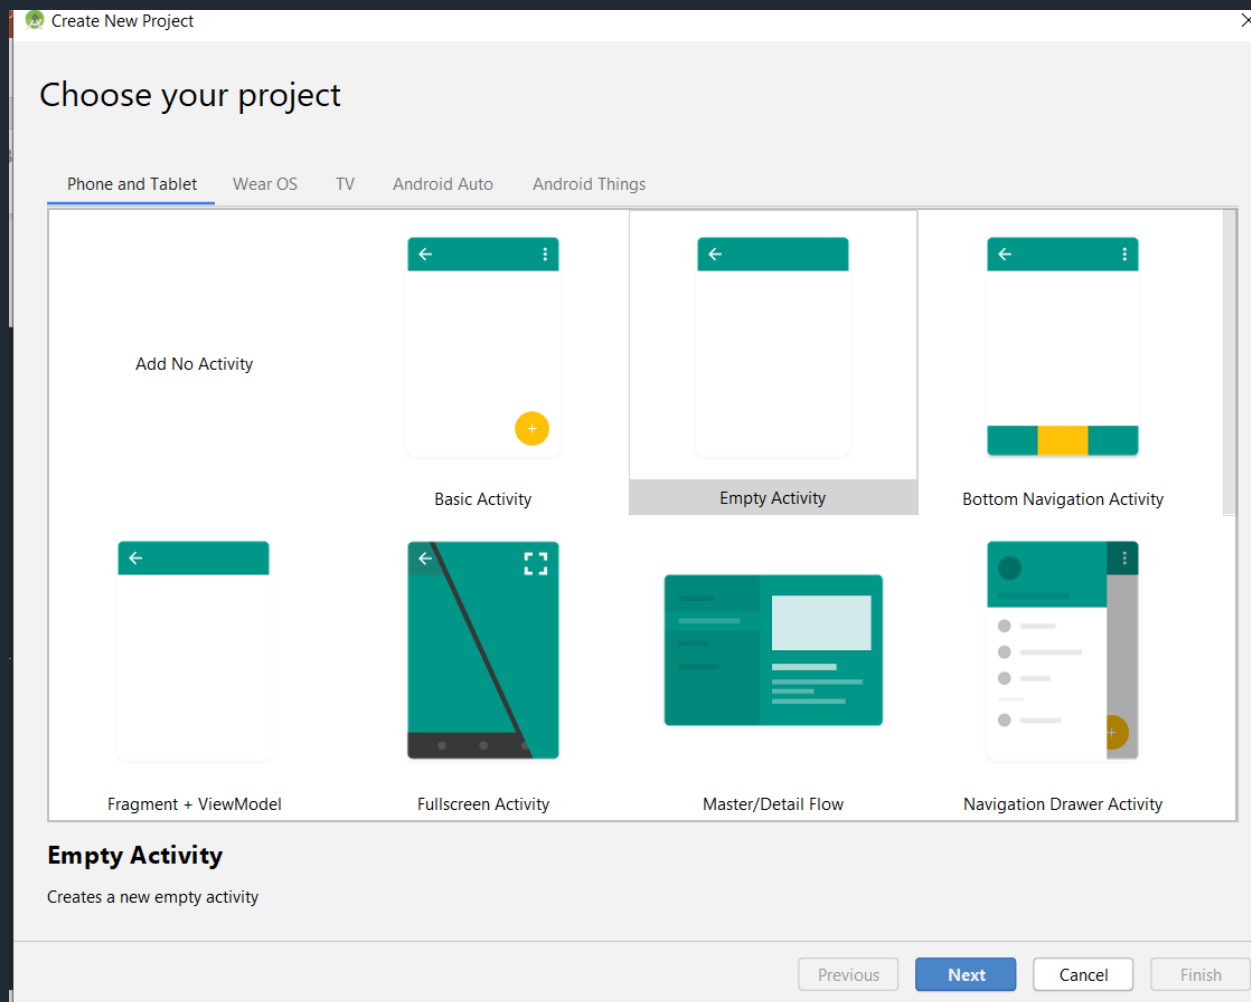 Create New Project
Choose your project
Phone and Tablet Wear OS TV Android Auto Android Things
Add No Activity
Basic Activity
Empty Activity
Bottom Navigation Activity
Fragment + ViewModel
Fullscreen Activity
Master/Detail Flow
Navigation Drawer Activity
Empty Activity
Creates a new empty activity
Previous Next Cancel Finish